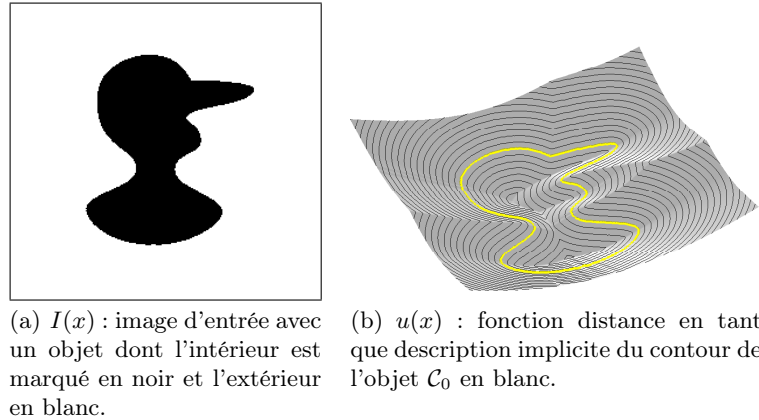 (a) I(x) : image d'entrée avec
un objet dont l'intérieur est
marqué en noir et l'extérieur
en blanc.
(b) u(x) : fonction distance en tant
que description implicite du contour de
l'objet C₀ en blanc.